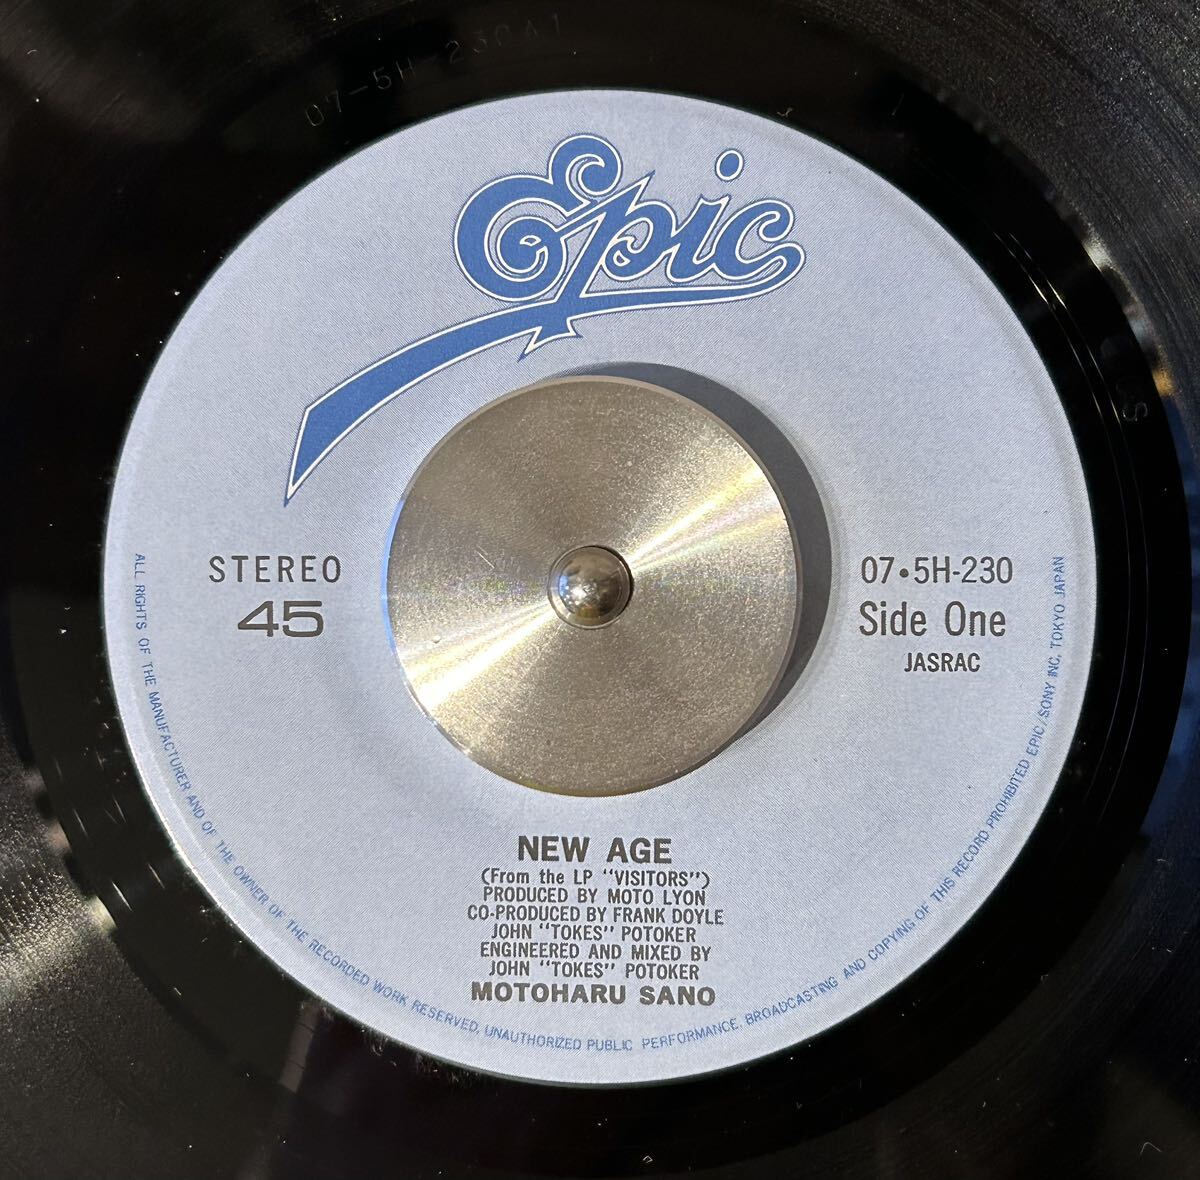 07-5H-230A1
Epic
STEREO
45
07•5H-230
Side One
JASRAC
NEW AGE
(From the LP "VISITORS")
PRODUCED BY MOTO LYON
CO-PRODUCED BY FRANK DOYLE
JOHN "TOKES" POTOKER
ENGINEERED AND MIXED BY
JOHN "TOKES" POTOKER
MOTOHARU SANO
ALL RIGHTS OF THE MANUFACTURER AND OF THE OWNER OF THE RECORDED WORK RESERVED. UNAUTHORIZED PUBLIC PERFORMANCE, BROADCASTING AND COPYING OF THIS RECORD PROHIBITED EPIC/SONY INC. TOKYO JAPAN